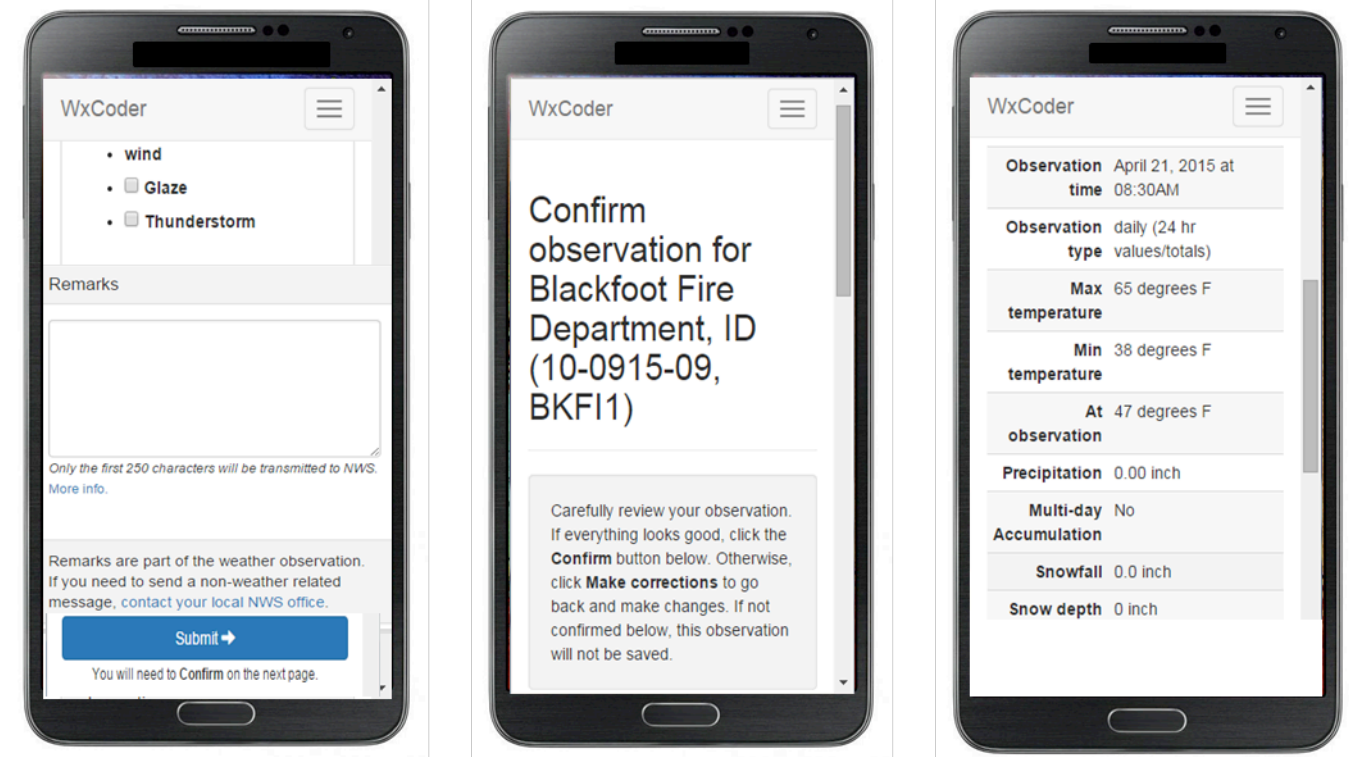 WxCoder
• wind
• Glaze
• Thunderstorm
Remarks
Only the first 250 characters will be transmitted to NWS.
More info.
Remarks are part of the weather observation.
If you need to send a non-weather related
message, contact your local NWS office.
Submit
You will need to Confirm on the next page.
WxCoder
Confirm
observation for
Blackfoot Fire
Department, ID
(10-0915-09,
BKFI1)
Carefully review your observation.
If everything looks good, click the
Confirm button below. Otherwise,
click Make corrections to go
back and make changes. If not
confirmed below, this observation
will not be saved.
WxCoder
Observation April 21, 2015 at
time 08:30AM
Observation daily (24 hr
type values/totals)
Max 65 degrees F
temperature
Min 38 degrees F
temperature
At 47 degrees F
observation
Precipitation 0.00 inch
Multi-day No
Accumulation
Snowfall 0.0 inch
Snow depth 0 inch